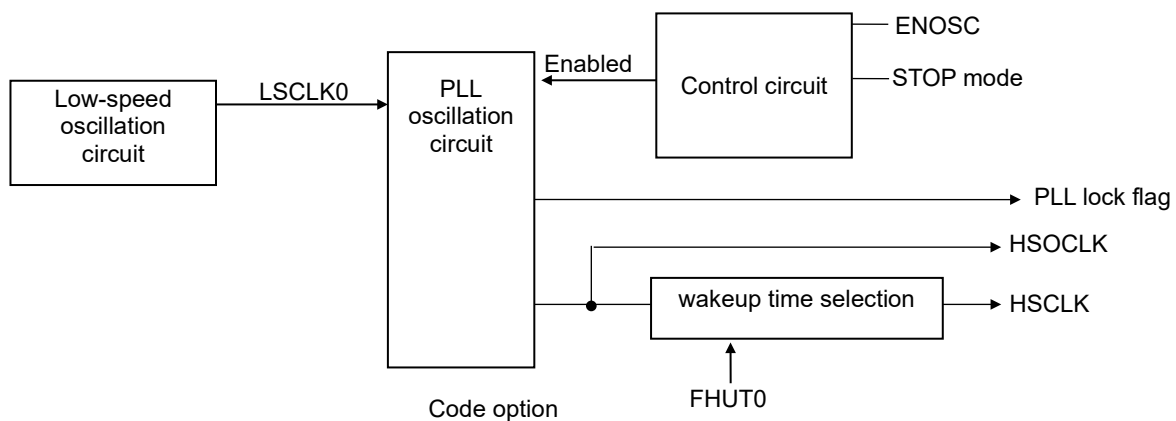 Low-speed
oscillation
circuit
LSCLK0
PLL
oscillation
circuit
Enabled
Control circuit
ENOSC
STOP mode
PLL lock flag
HSOCLK
wakeup time selection
HSCLK
FHUT0
Code option